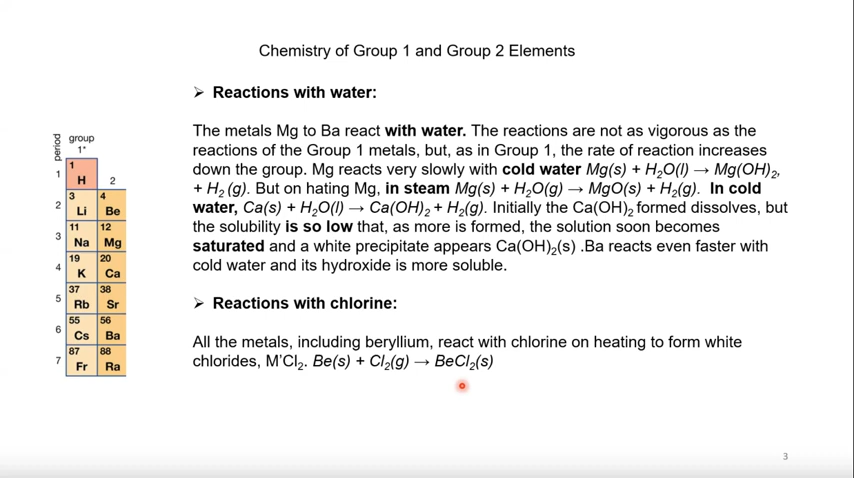 Chemistry of Group 1 and Group 2 Elements
➢ Reactions with water:
The metals Mg to Ba react with water. The reactions are not as vigorous as the
reactions of the Group 1 metals, but, as in Group 1, the rate of reaction increases
down the group. Mg reacts very slowly with cold water Mg(s) + H₂O(l) → Mg(OH)₂,
+ H₂ (g). But on hating Mg, in steam Mg(s) + H₂O(g) → MgO(s) + H₂(g). In cold
water, Ca(s) + H₂O(l) → Ca(OH)₂ + H₂(g). Initially the Ca(OH)₂ formed dissolves, but
the solubility is so low that, as more is formed, the solution soon becomes
saturated and a white precipitate appears Ca(OH)₂(s) .Ba reacts even faster with
cold water and its hydroxide is more soluble.
➢ Reactions with chlorine:
All the metals, including beryllium, react with chlorine on heating to form white
chlorides, M'Cl₂. Be(s) + Cl₂(g) → BeCl₂(s)
period
group
1*
1
1
H
2
2
3 4
Li Be
3
11 12
Na Mg
4
19 20
K Ca
5
37 38
Rb Sr
6
55 56
Cs Ba
7
87 88
Fr Ra
3